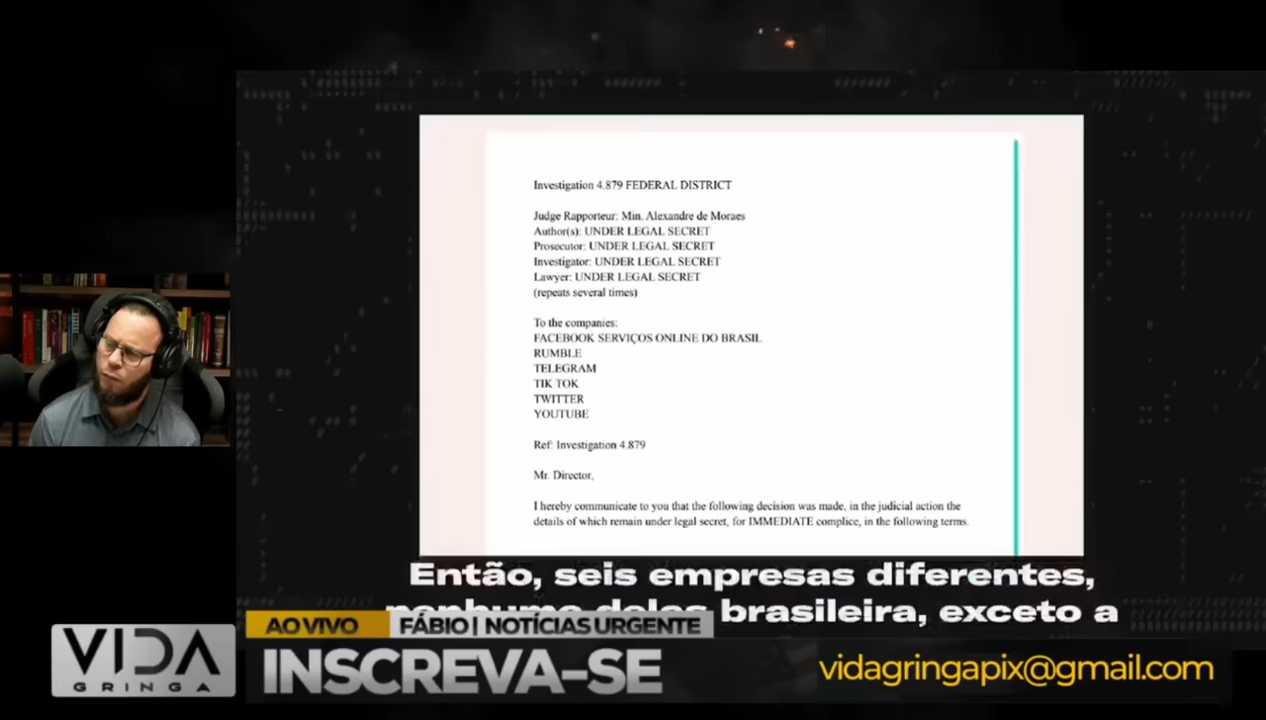 Investigation 4.879 FEDERAL DISTRICT
Judge Rapporteur: Min. Alexandre de Moraes
Author(s): UNDER LEGAL SECRET
Prosecutor: UNDER LEGAL SECRET
Investigator: UNDER LEGAL SECRET
Lawyer: UNDER LEGAL SECRET
(repeats several times)
To the companies:
FACEBOOK SERVIÇOS ONLINE DO BRASIL
RUMBLE
TELEGRAM
TIK TOK
TWITTER
YOUTUBE
Ref: Investigation 4.879
Mr. Director,
I hereby communicate to you that the following decision was made, in the judicial action the
details of which remain under legal secret, for IMMEDIATE complice, in the following terms.
Então, seis empresas diferentes,
brasileira, exceto a
AO VIVO FÁBIO | NOTÍCIAS URGENTE
VIDA
GRINGA
INSCREVA-SE
vidagringapix@gmail.com